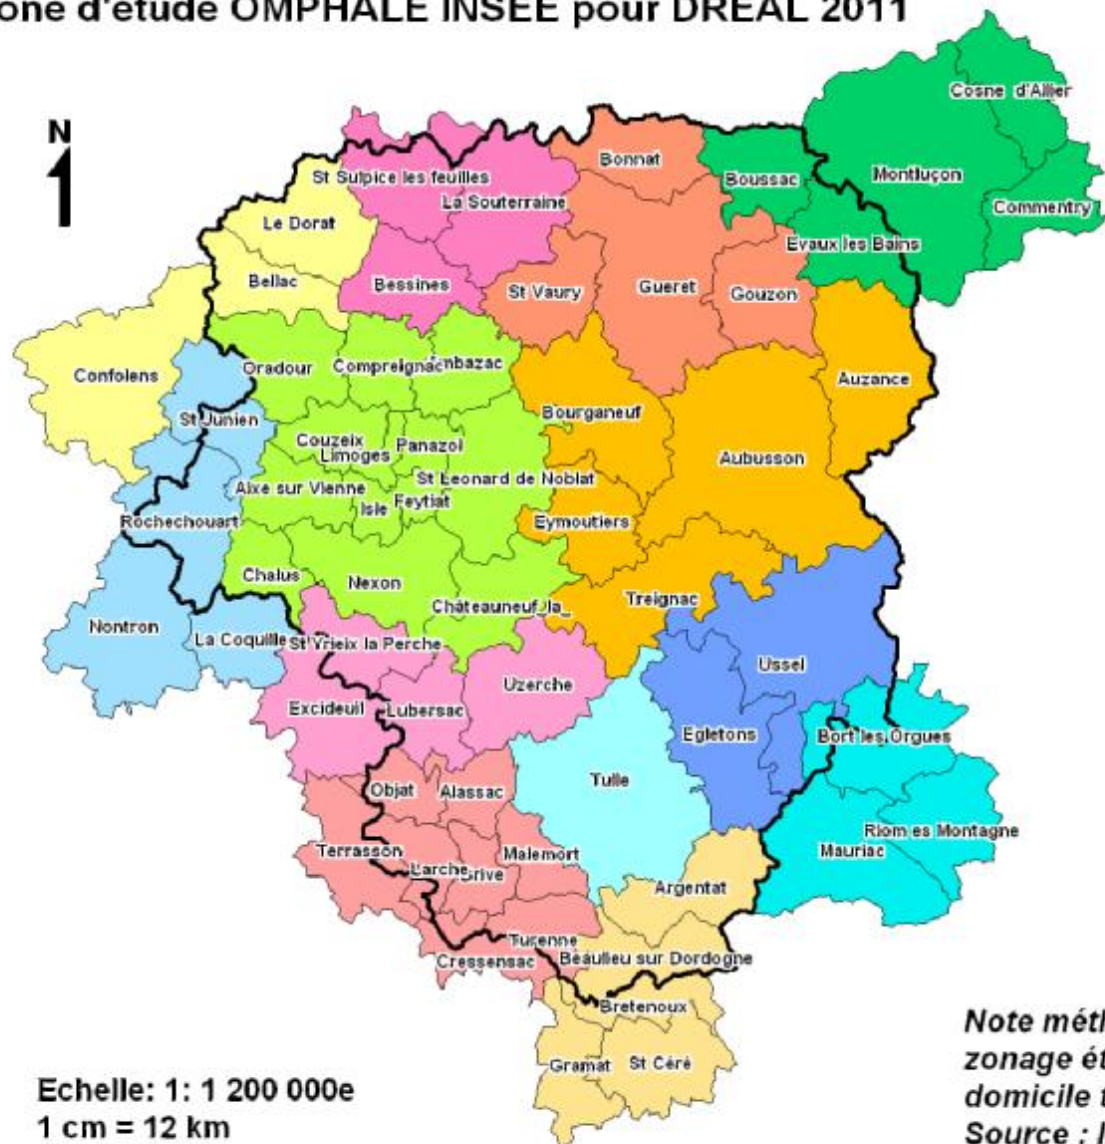 one d'étude OMPHALE INSEE pour DREAL 2011
N
Cosne d'Allier
Montluçon
Commentry
Bonnat
Boussac
Evaux les Bains
St Sulpice les feuilles
La Souterraine
Le Dorat
Bellac
Bessines
St Vaury
Gueret
Gouzon
Confolens
Oradour
Compreignac
mbazac
Auzance
St Junien
Bourganeuf
Couzeix
Limoges
Panazol
Aubusson
Aixe sur Vienne
St Leonard de Noblat
Isle
Feytiat
Rochechouart
Eymoutiers
Chalus
Nexon
Châteauneuf_la_
Treignac
Nontron
La Coquille
St Yrieix la Perche
Ussel
Uzerche
Excideuil
Lubersac
Egletons
Bort les Orgues
Tulle
Objat
Alassac
Riom es Montagne
Mauriac
Terrasson
Larche
Brive
Malemort
Argentat
Turenne
Cressensac
Beaulieu sur Dordogne
Bretenoux
Gramat
St Céré
Echelle: 1: 1 200 000e
1 cm = 12 km
Note méth
zonage ét
domicile t
Source : I